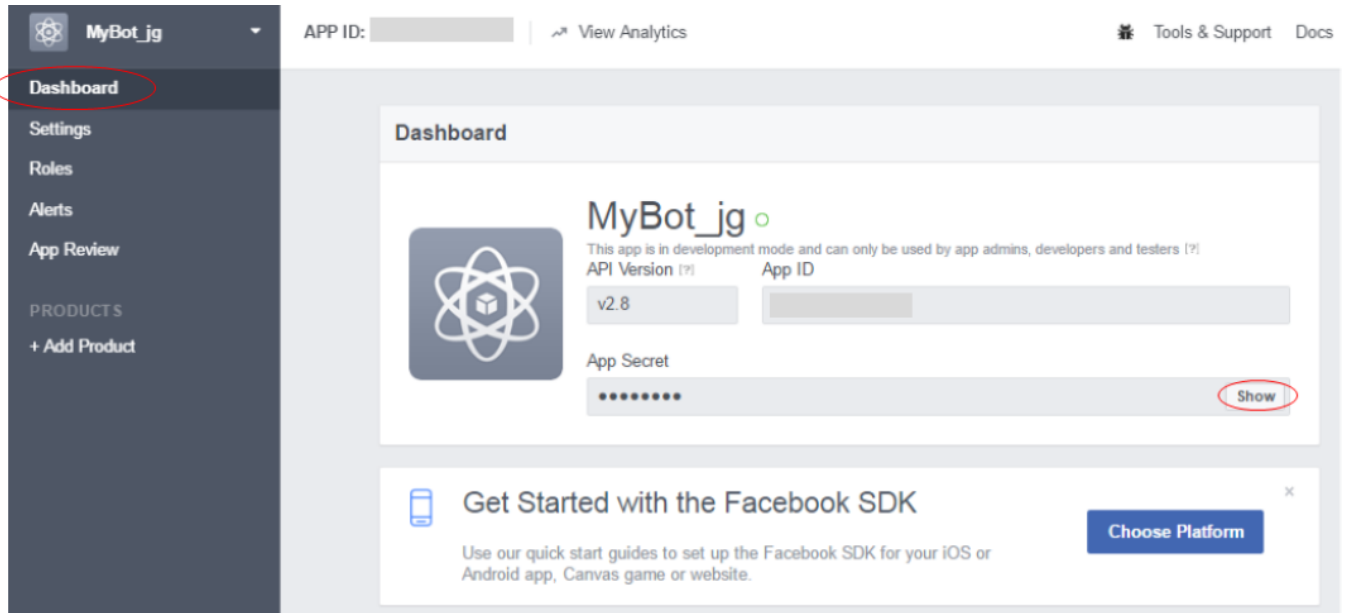 MyBot_jg
APP ID:
View Analytics
Tools & Support
Docs
Dashboard
Settings
Roles
Alerts
App Review
PRODUCTS
+ Add Product
Dashboard
MyBot_jg
This app is in development mode and can only be used by app admins, developers and testers [?]
API Version [?]
App ID
v2.8
App Secret
••••••••
Show
Get Started with the Facebook SDK
Use our quick start guides to set up the Facebook SDK for your iOS or
Android app, Canvas game or website.
Choose Platform